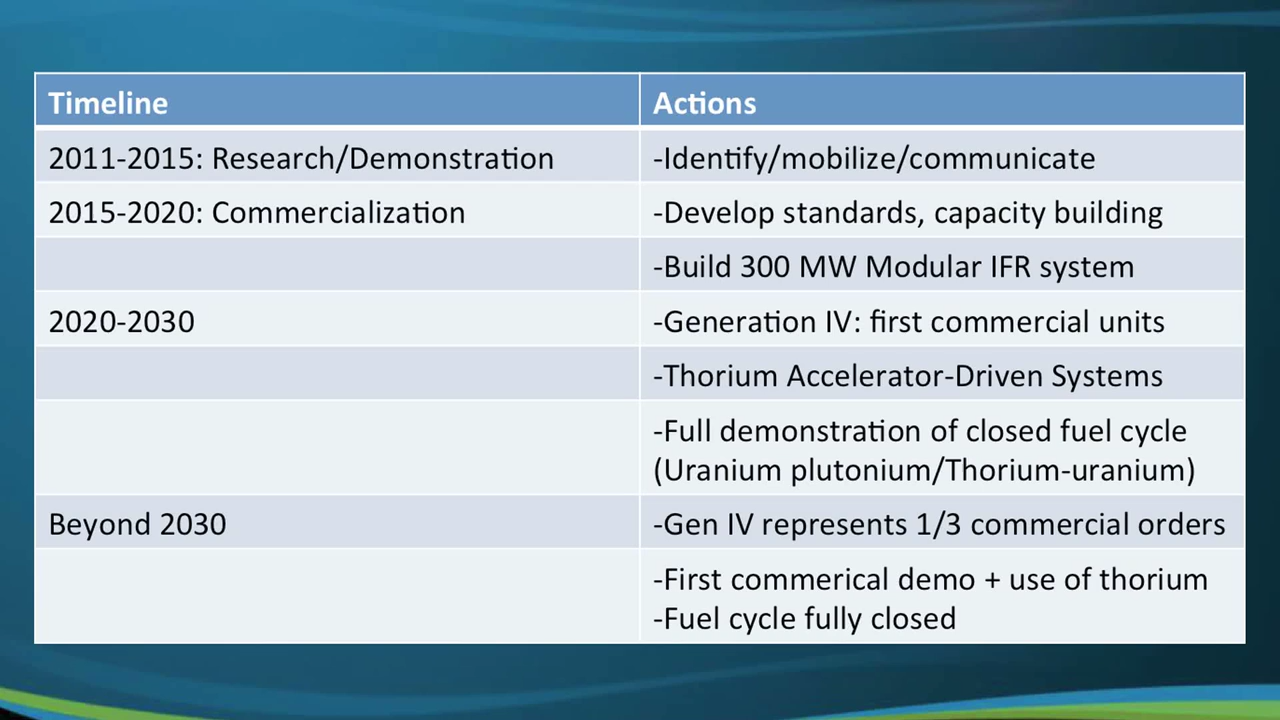 Timeline
Actions
2011-2015: Research/Demonstration
-Identify/mobilize/communicate
2015-2020: Commercialization
-Develop standards, capacity building
-Build 300 MW Modular IFR system
2020-2030
-Generation IV: first commercial units
-Thorium Accelerator-Driven Systems
-Full demonstration of closed fuel cycle
(Uranium plutonium/Thorium-uranium)
Beyond 2030
-Gen IV represents 1/3 commercial orders
-First commerical demo + use of thorium
-Fuel cycle fully closed